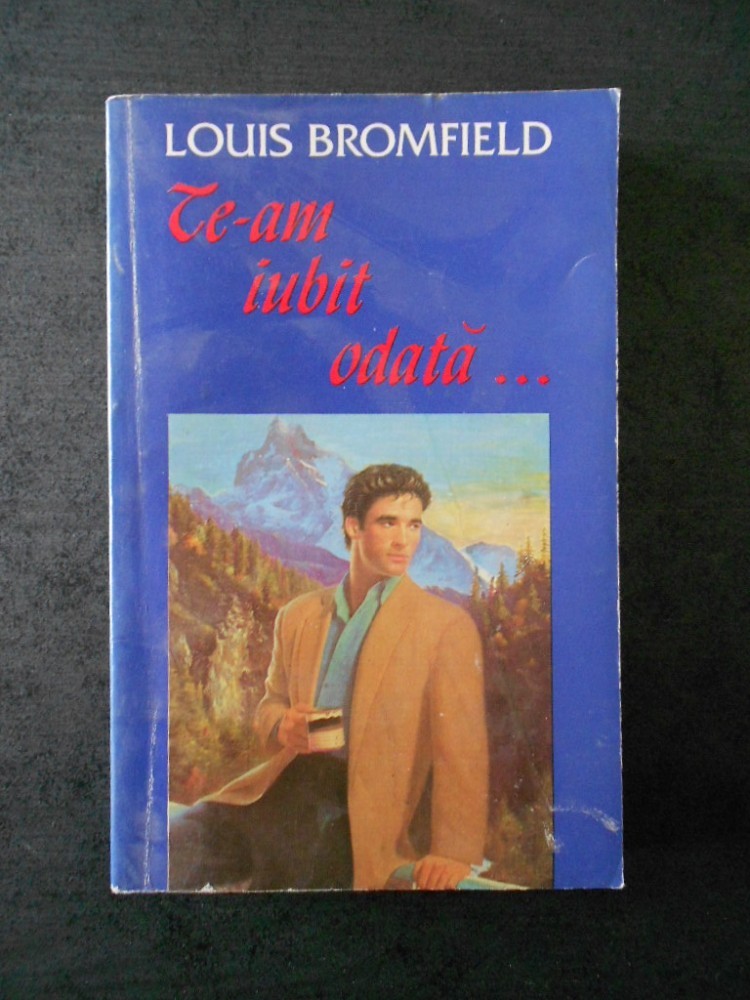 LOUIS BROMFIELD
Te-am
iubit
odată ...